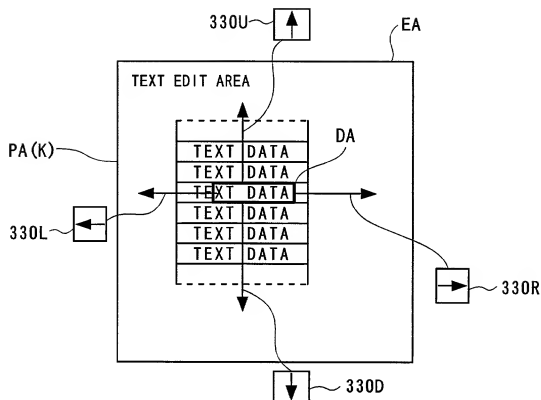 330U
EA
TEXT EDIT AREA
PA(K)
DA
TEXT DATA
TEXT DATA
TEXT DATA
TEXT DATA
TEXT DATA
TEXT DATA
330L
330R
330D